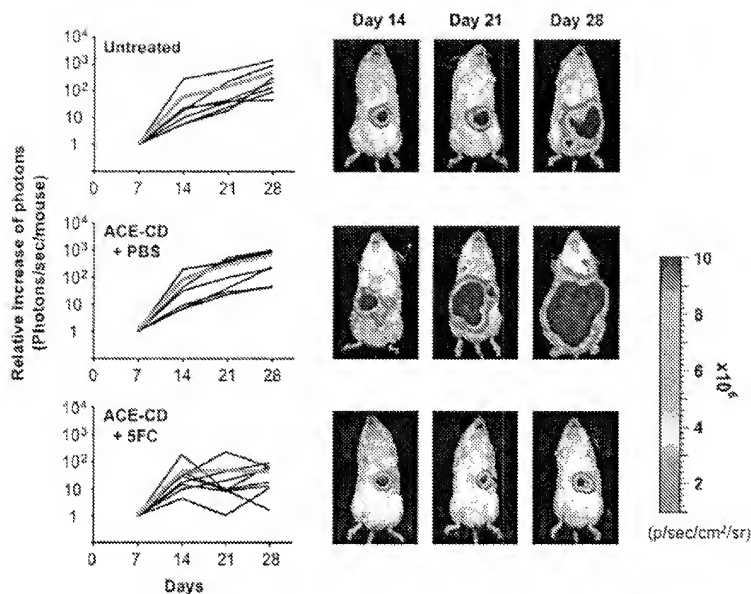 Day 14 Day 21 Day 28
Relative increase of photons
(Photons/sec/mouse)
Untreated
10⁴
10³
10²
10
1
0 7 14 21 28
ACE-CD
+ PBS
10⁴
10³
10²
10
1
0 7 14 21 28
ACE-CD
+ 5FC
10⁴
10³
10²
10
1
0 7 14 21 28
Days
10
8
6
4
2
x10⁶
(p/sec/cm²/sr)